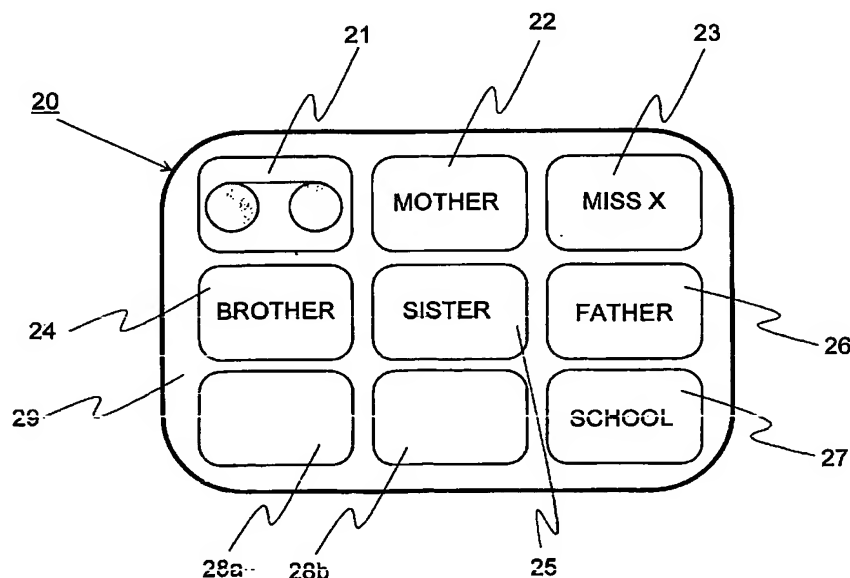 21
22
23
20
MOTHER
MISS X
24
BROTHER
SISTER
FATHER
26
29
SCHOOL
27
28a
28b
25